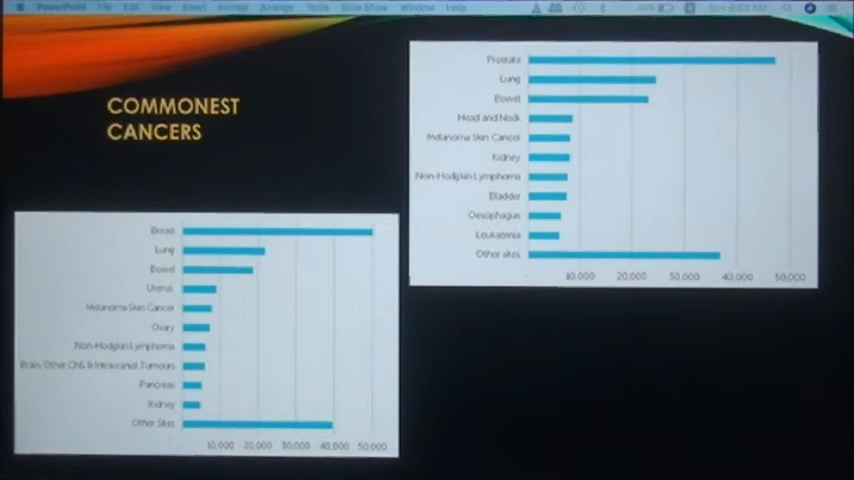 PowerPoint File Edit View Insert Format Arrange Tools Slide Show Window Help
COMMONEST
CANCERS
Prostate
Lung
Bowel
Head and Neck
Melanoma Skin Cancer
Kidney
Non-Hodgkin Lymphoma
Bladder
Oesophagus
Leukaemia
Other sites
10,000 20,000 30,000 40,000 50,000
Breast
Lung
Bowel
Uterus
Melanoma Skin Cancer
Ovary
Non-Hodgkin Lymphoma
Brain, Other CNS & Intracranial Tumours
Pancreas
Kidney
Other Sites
10,000 20,000 30,000 40,000 50,000